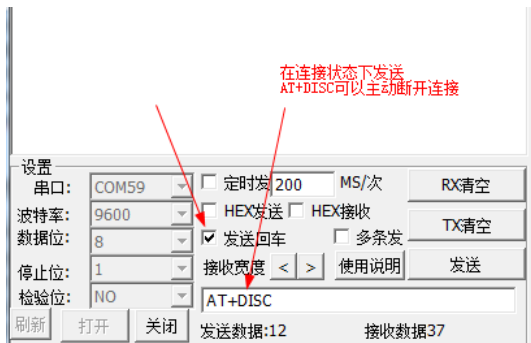 在连接状态下发送
AT+DISC可以主动断开连接
设置
串口: COM59 定时发 200 MS/次 RX清空
波特率: 9600 HEX发送 HEX接收
数据位: 8 发送回车 多条发 TX清空
停止位: 1 接收宽度 < > 使用说明 发送
检验位: NO AT+DISC
刷新 打开 关闭 发送数据:12 接收数据37